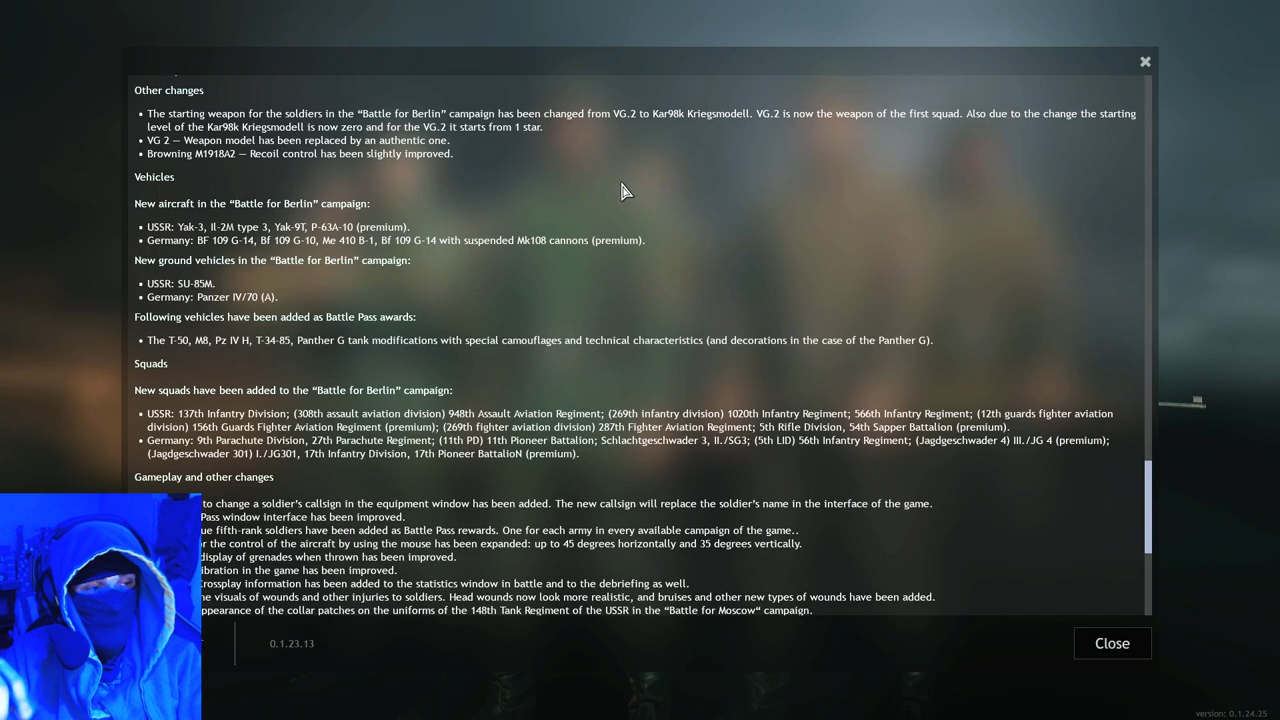 Other changes
• The starting weapon for the soldiers in the “Battle for Berlin” campaign has been changed from VG.2 to Kar98k Kriegsmodell. VG.2 is now the weapon of the first squad. Also due to the change the starting
level of the Kar98k Kriegsmodell is now zero and for the VG.2 it starts from 1 star.
• VG 2 — Weapon model has been replaced by an authentic one.
• Browning M1918A2 — Recoil control has been slightly improved.
Vehicles
New aircraft in the “Battle for Berlin” campaign:
• USSR: Yak-3, Il-2M type 3, Yak-9T, P-63A-10 (premium).
• Germany: BF 109 G-14, Bf 109 G-10, Me 410 B-1, Bf 109 G-14 with suspended Mk108 cannons (premium).
New ground vehicles in the “Battle for Berlin” campaign:
• USSR: SU-85M.
• Germany: Panzer IV/70 (A).
Following vehicles have been added as Battle Pass awards:
• The T-50, M8, Pz IV H, T-34-85, Panther G tank modifications with special camouflages and technical characteristics (and decorations in the case of the Panther G).
Squads
New squads have been added to the “Battle for Berlin” campaign:
• USSR: 137th Infantry Division; (308th assault aviation division) 948th Assault Aviation Regiment; (269th infantry division) 1020th Infantry Regiment; 566th Infantry Regiment; (12th guards fighter aviation
division) 156th Guards Fighter Aviation Regiment (premium); (269th fighter aviation division) 287th Fighter Aviation Regiment; 5th Rifle Division, 54th Sapper Battalion (premium).
• Germany: 9th Parachute Division, 27th Parachute Regiment; (11th PD) 11th Pioneer Battalion; Schlachtgeschwader 3, II./SG3; (5th LID) 56th Infantry Regiment; (Jagdgeschwader 4) III./JG 4 (premium);
(Jagdgeschwader 301) I./JG301, 17th Infantry Division, 17th Pioneer BattalioN (premium).
Gameplay and other changes
to change a soldier’s callsign in the equipment window has been added. The new callsign will replace the soldier’s name in the interface of the game.
Pass window interface has been improved.
fifth-rank soldiers have been added as Battle Pass rewards. One for each army in every available campaign of the game..
the control of the aircraft by using the mouse has been expanded: up to 45 degrees horizontally and 35 degrees vertically.
display of grenades when thrown has been improved.
in the game has been improved.
Crossplay information has been added to the statistics window in battle and to the debriefing as well.
visuals of wounds and other injuries to soldiers. Head wounds now look more realistic, and bruises and other new types of wounds have been added.
appearance of the collar patches on the uniforms of the 148th Tank Regiment of the USSR in the “Battle for Moscow“ campaign.
0.1.23.13
Close
version: 0.1.24.25